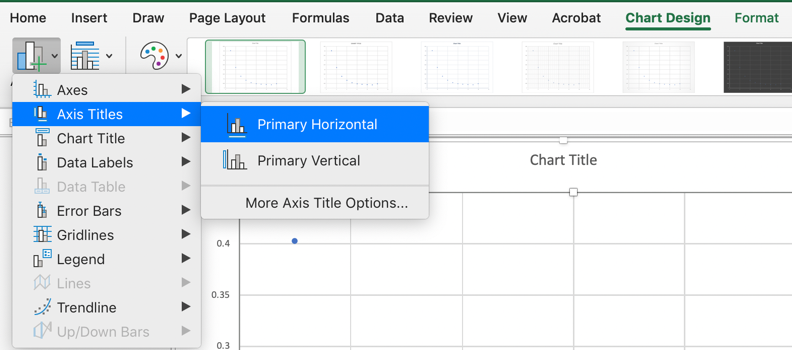 Home Insert Draw Page Layout Formulas Data Review View Acrobat Chart Design Format
Axes
Axis Titles
Chart Title
Data Labels
Data Table
Error Bars
Gridlines
Legend
Lines
Trendline
Up/Down Bars
Primary Horizontal
Primary Vertical
More Axis Title Options...
Chart Title
0.4
0.35
0.3